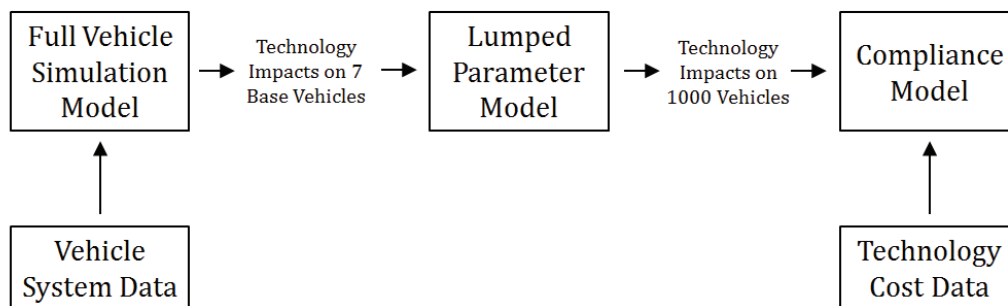 Full Vehicle
Simulation
Model
Technology
Impacts on 7
Base Vehicles
Lumped
Parameter
Model
Technology
Impacts on
1000 Vehicles
Compliance
Model
Vehicle
System Data
Technology
Cost Data